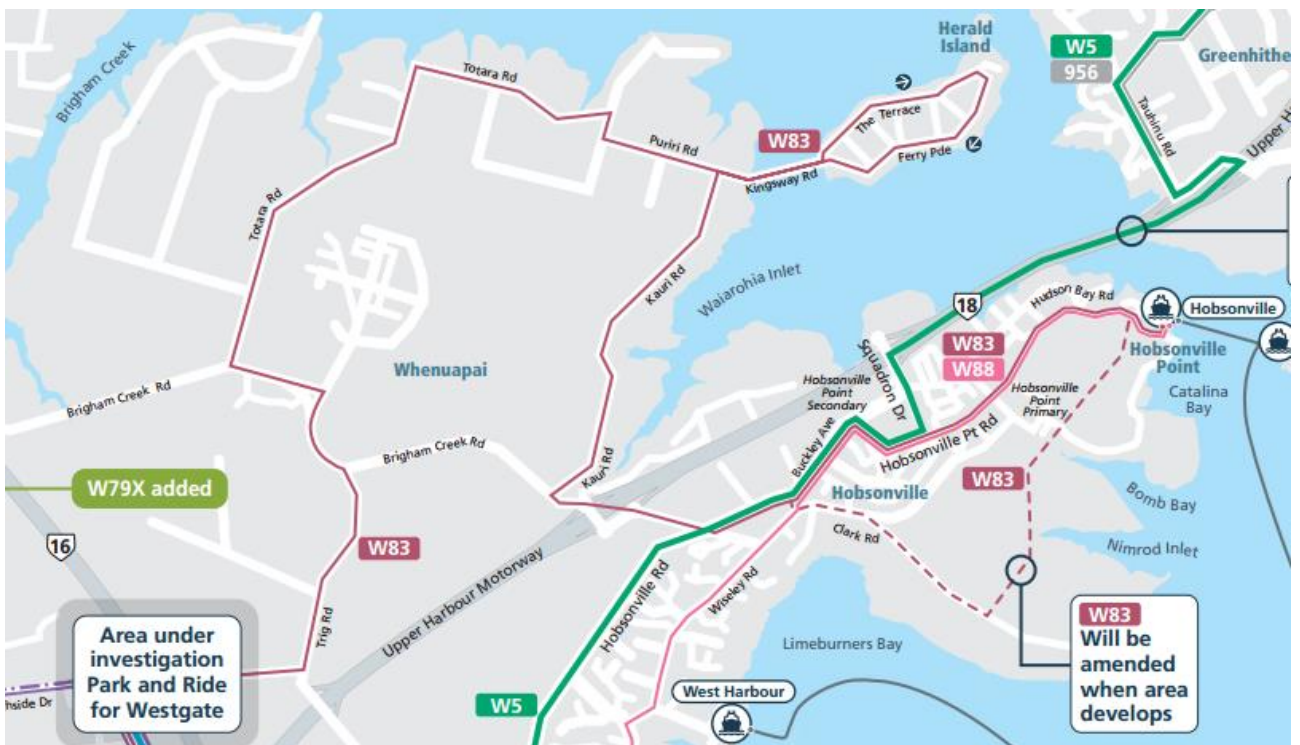 Herald
Island
W5
956
Greenhithe
Brigham Creek
Totara Rd
The Terrace
W83
Puriri Rd
Ferry Pde
Kingsway Rd
Tauhinu Rd
Upper H
Totara Rd
Kauri Rd
Waiarohia Inlet
18
Hudson Bay Rd
Hobsonville
W83
W88
Squadron Dr
Hobsonville
Point
Whenuapai
Hobsonville
Point
Secondary
Hobsonville
Point
Primary
Catalina
Bay
Brigham Creek Rd
Buckley Ave
Hobsonville Pt Rd
Brigham Creek Rd
Kauri Rd
W79X added
Hobsonville
W83
Bomb Bay
Clark Rd
Nimrod Inlet
16
W83
Upper Harbour Motorway
Hobsonville Rd
Wiseley Rd
W83
Will be
amended
when area
develops
Area under
investigation
Park and Ride
for Westgate
Trig Rd
Limeburners Bay
hside Dr
W5
West Harbour